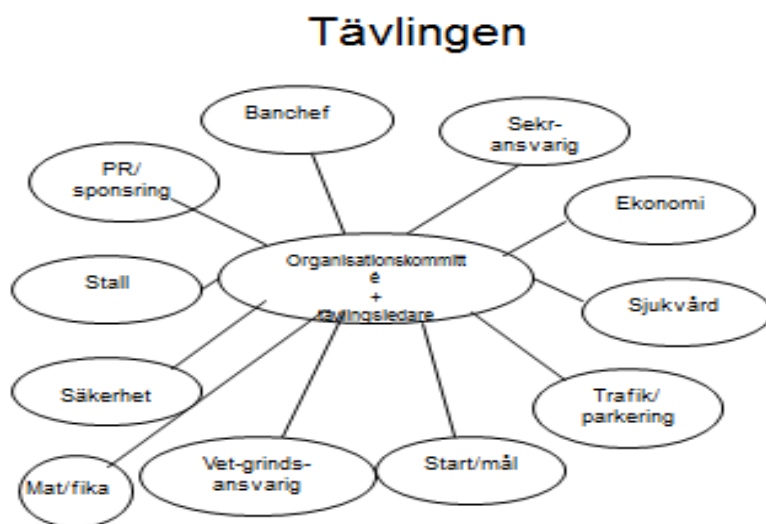 Tävlingen
Banchef
Sekr-
ansvarig
PR/
sponsring
Ekonomi
Organisationskommitt
é
+
tävlingsledare
Stall
Sjukvård
Säkerhet
Trafik/
parkering
Mat/fika
Vet-grinds-
ansvarig
Start/mål